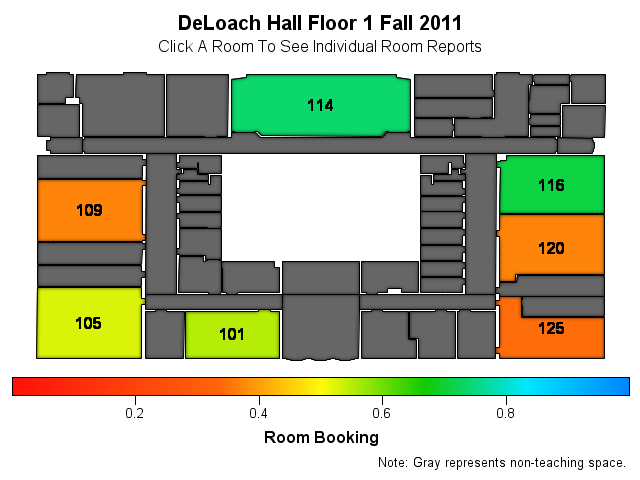 DeLoach Hall Floor 1 Fall 2011
Click A Room To See Individual Room Reports
114
116
109
120
105
101
125
0.2 0.4 0.6 0.8
Room Booking
Note: Gray represents non-teaching space.